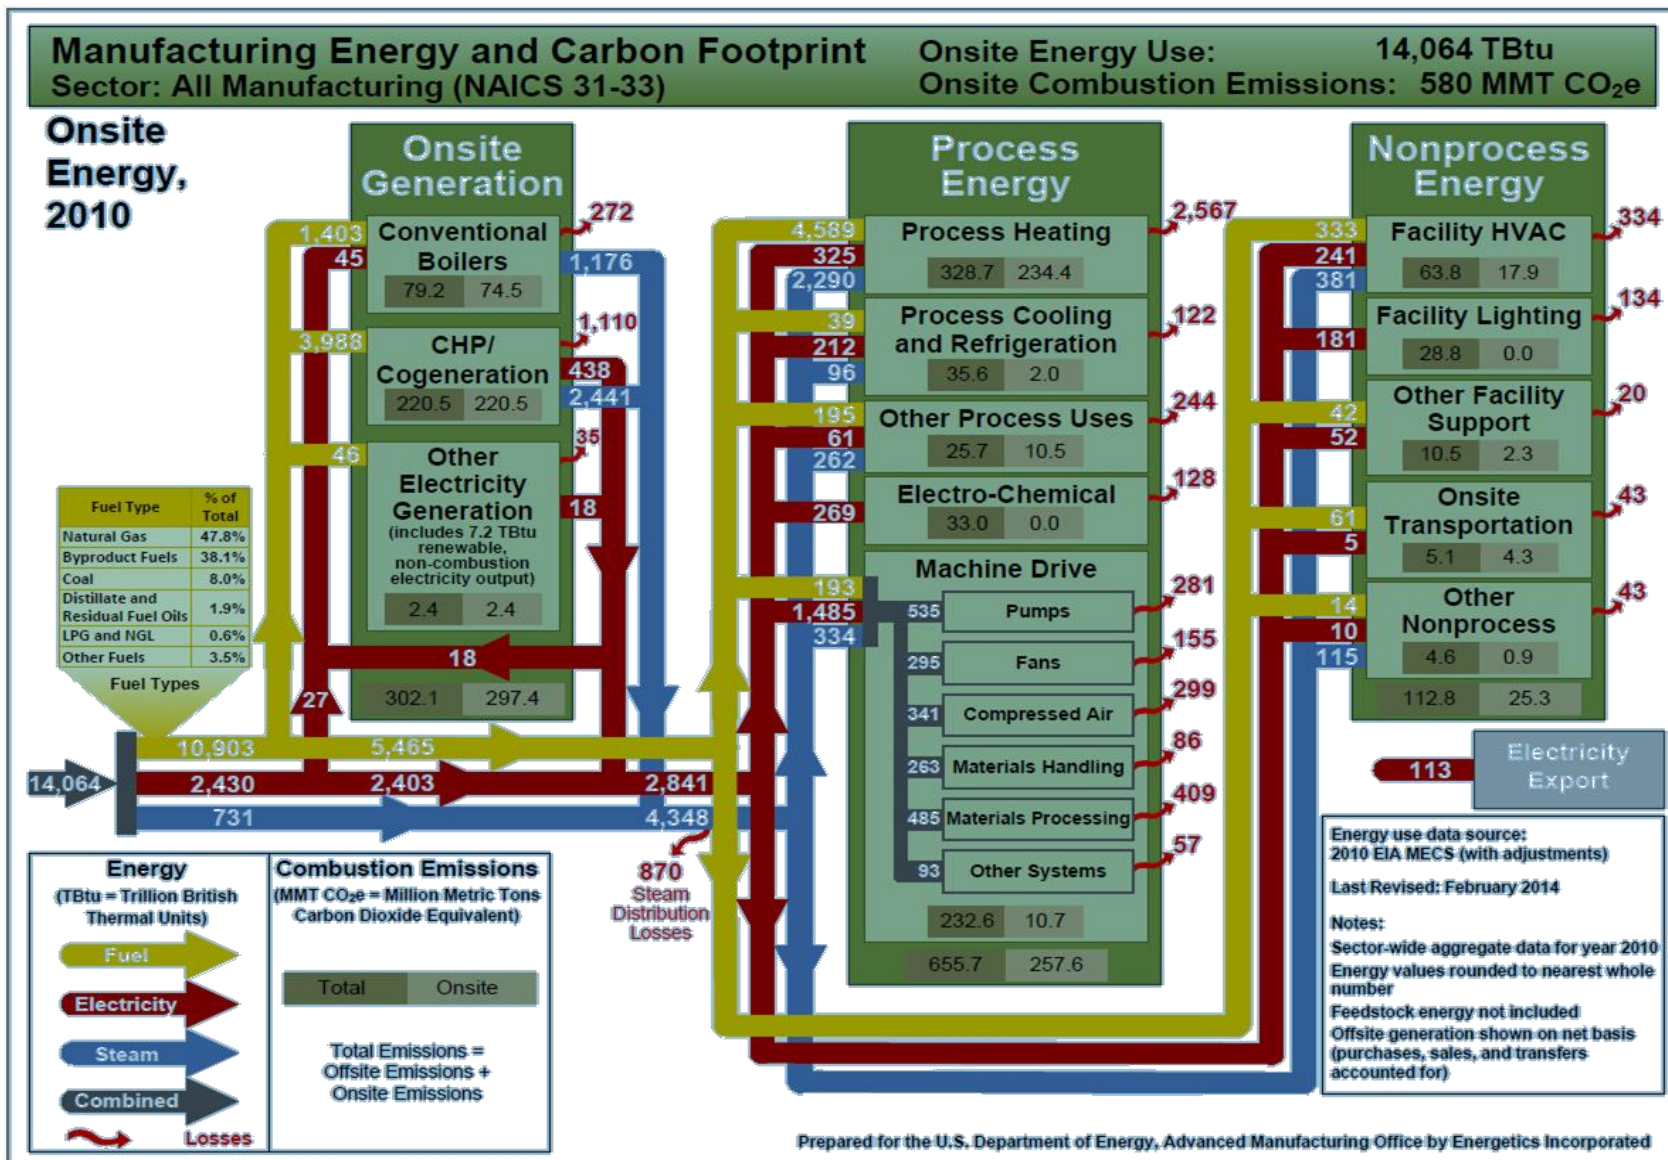 Manufacturing Energy and Carbon Footprint
Sector: All Manufacturing (NAICS 31-33)
Onsite Energy Use: 14,064 TBtu
Onsite Combustion Emissions: 580 MMT CO₂e
Onsite
Energy,
2010
Onsite
Generation
1,403
45
Conventional
Boilers
79.2 74.5
272
1,176
3,988
CHP/
Cogeneration
220.5 220.5
1,110
438
2,441
46
Other
Electricity
Generation
(includes 7.2 TBtu
renewable,
non-combustion
electricity output)
2.4 2.4
35
18
18
27
302.1 297.4
Fuel Type % of
Total
Natural Gas 47.8%
Byproduct Fuels 38.1%
Coal 8.0%
Distillate and
Residual Fuel Oils 1.9%
LPG and NGL 0.6%
Other Fuels 3.5%
Fuel Types
14,064
10,903 5,465
2,430 2,403 2,841
731 4,348
870
Steam
Distribution
Losses
Process
Energy
4,589
325
2,290
Process Heating
328.7 234.4
2,567
39
212
96
Process Cooling
and Refrigeration
35.6 2.0
122
195
61
262
Other Process Uses
25.7 10.5
244
269
Electro-Chemical
33.0 0.0
128
Machine Drive
193
1,485
334
535 Pumps 281
295 Fans 155
341 Compressed Air 299
263 Materials Handling 86
485 Materials Processing 409
93 Other Systems 57
232.6 10.7
655.7 257.6
Nonprocess
Energy
333
241
381
Facility HVAC
63.8 17.9
334
181
Facility Lighting
28.8 0.0
134
42
52
Other Facility
Support
10.5 2.3
20
61
5
Onsite
Transportation
5.1 4.3
43
14
10
115
Other
Nonprocess
4.6 0.9
43
112.8 25.3
113
Electricity
Export
Energy
(TBtu = Trillion British
Thermal Units)
Fuel
Electricity
Steam
Combined
Losses
Combustion Emissions
(MMT CO₂e = Million Metric Tons
Carbon Dioxide Equivalent)
Total Onsite
Total Emissions =
Offsite Emissions +
Onsite Emissions
Energy use data source:
2010 EIA MECS (with adjustments)
Last Revised: February 2014
Notes:
Sector-wide aggregate data for year 2010
Energy values rounded to nearest whole
number
Feedstock energy not included
Offsite generation shown on net basis
(purchases, sales, and transfers
accounted for)
Prepared for the U.S. Department of Energy, Advanced Manufacturing Office by Energetics Incorporated